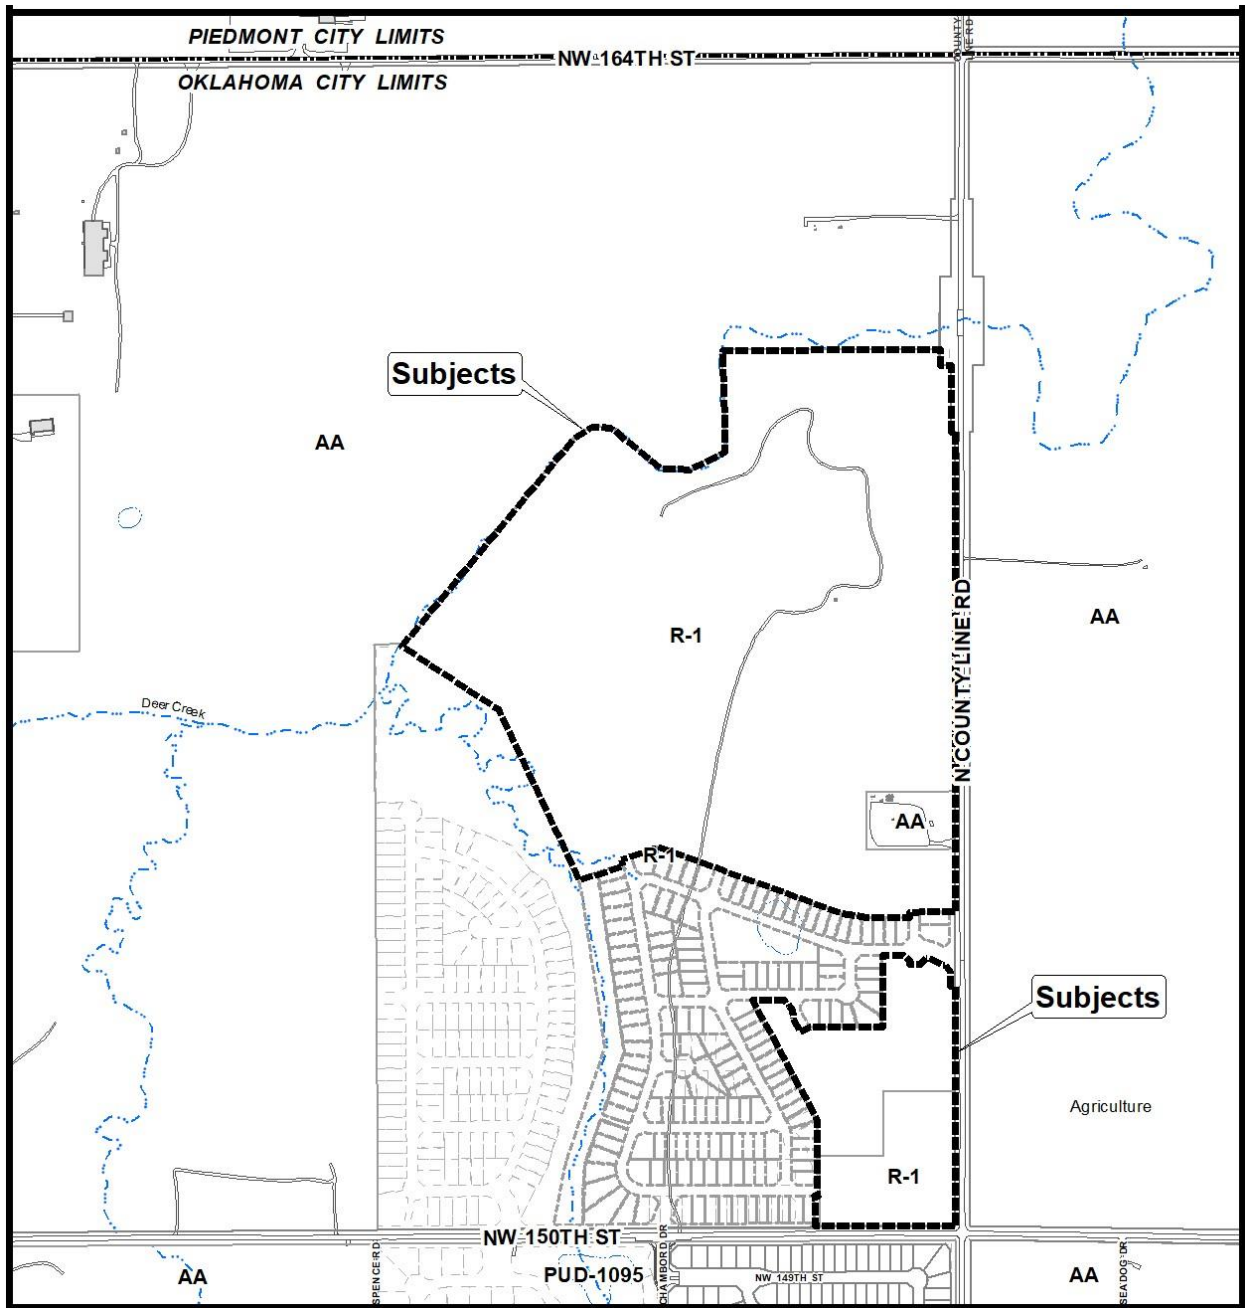 PIEDMONT CITY LIMITS
NW 164TH ST
OKLAHOMA CITY LIMITS
Subjects
AA
R-1
AA
N COUNTY LINE RD
Deer Creek
AA
R-1
Subjects
Agriculture
R-1
NW 150TH ST
AA
SPENCER RD
PUD-1095
CHAMBORD DR
NW 149TH ST
AA
SEADOG DR